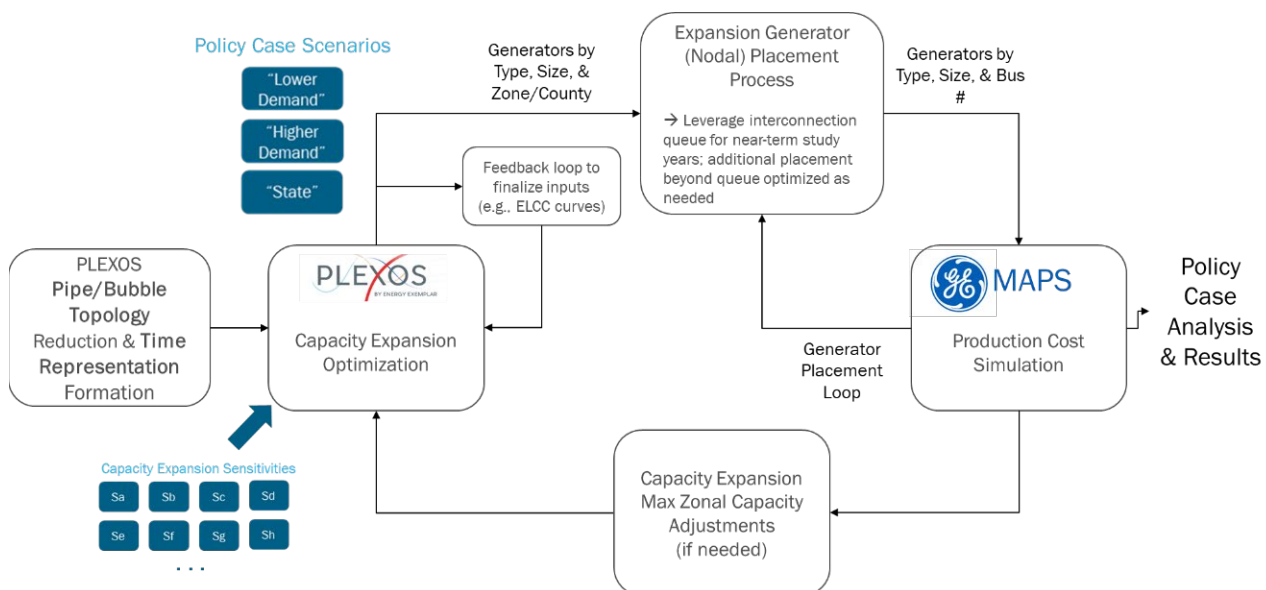 Policy Case Scenarios
"Lower
Demand"
"Higher
Demand"
"State"
Generators by
Type, Size, &
Zone/County
Expansion Generator
(Nodal) Placement
Process
→ Leverage interconnection
queue for near-term study
years; additional placement
beyond queue optimized as
needed
Generators by
Type, Size, & Bus
#
Feedback loop to
finalize inputs
(e.g., ELCC curves)
PLEXOS
Pipe/Bubble
Topology
Reduction & Time
Representation
Formation
PLEXOS
BY ENERGY EXEMPLAR
Capacity Expansion
Optimization
GE MAPS
Production Cost
Simulation
Policy
Case
Analysis
& Results
Generator
Placement
Loop
Capacity Expansion Sensitivities
Sa Sb Sc Sd
Se Sf Sg Sh
...
Capacity Expansion
Max Zonal Capacity
Adjustments
(if needed)